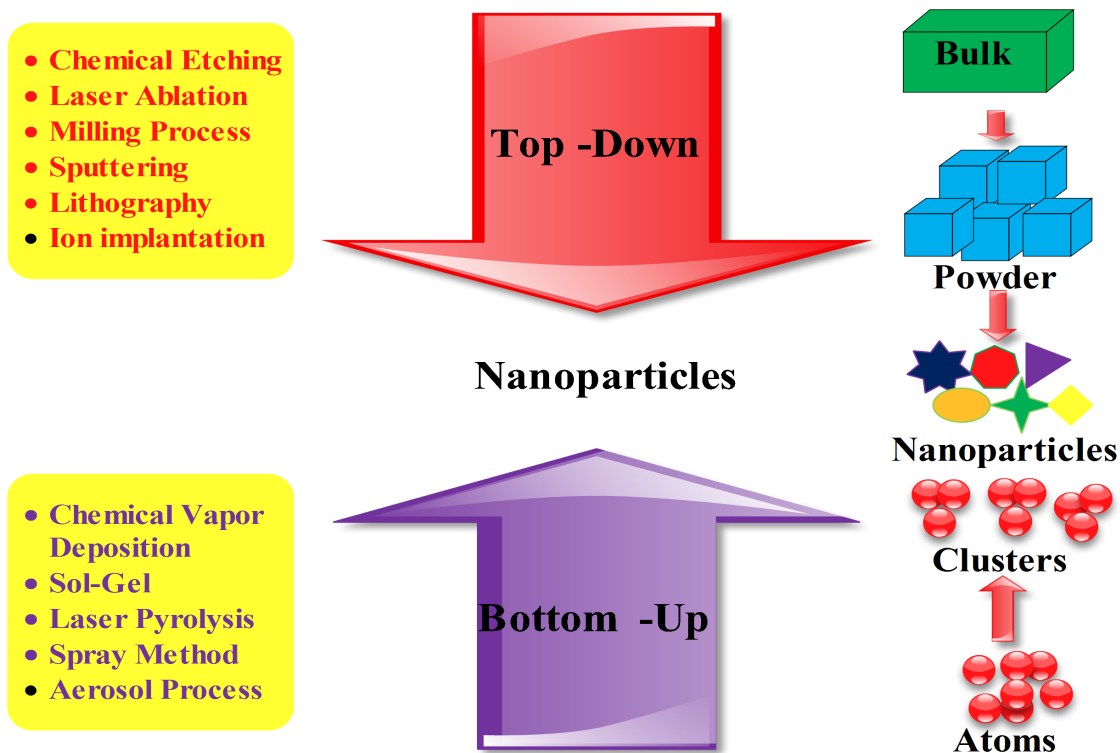 • Chemical Etching
• Laser Ablation
• Milling Process
• Sputtering
• Lithography
• Ion implantation
Top -Down
Bulk
Powder
Nanoparticles
Nanoparticles
• Chemical Vapor
Deposition
• Sol-Gel
• Laser Pyrolysis
• Spray Method
• Aerosol Process
Bottom -Up
Clusters
Atoms